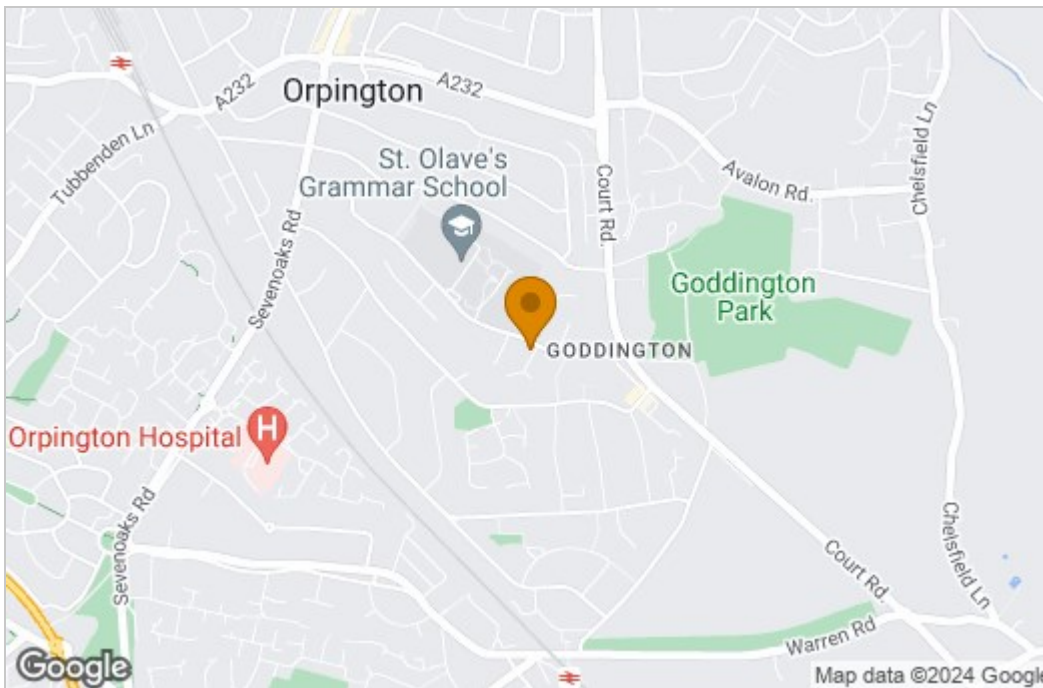 Orpington
A232
A232
Tubbenden Ln
St. Olave's
Grammar School
Sevenoaks Rd
Court Rd.
Avalon Rd.
Chelsfield Ln
Goddington
Park
GODDINGTON
Orpington Hospital
H
Sevenoaks Rd
Court Rd.
Chelsfield Ln
Warren Rd
Google
Map data ©2024 Google